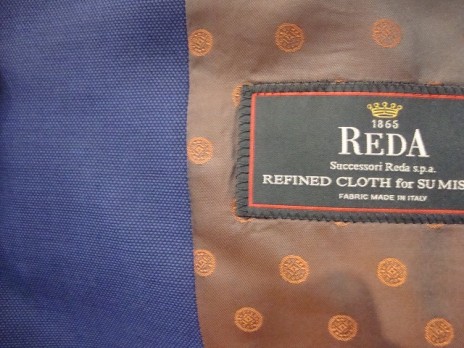 1865
REDA
Successori Reda s.p.a.
REFINED CLOTH for SU MIS
FABRIC MADE IN ITALY